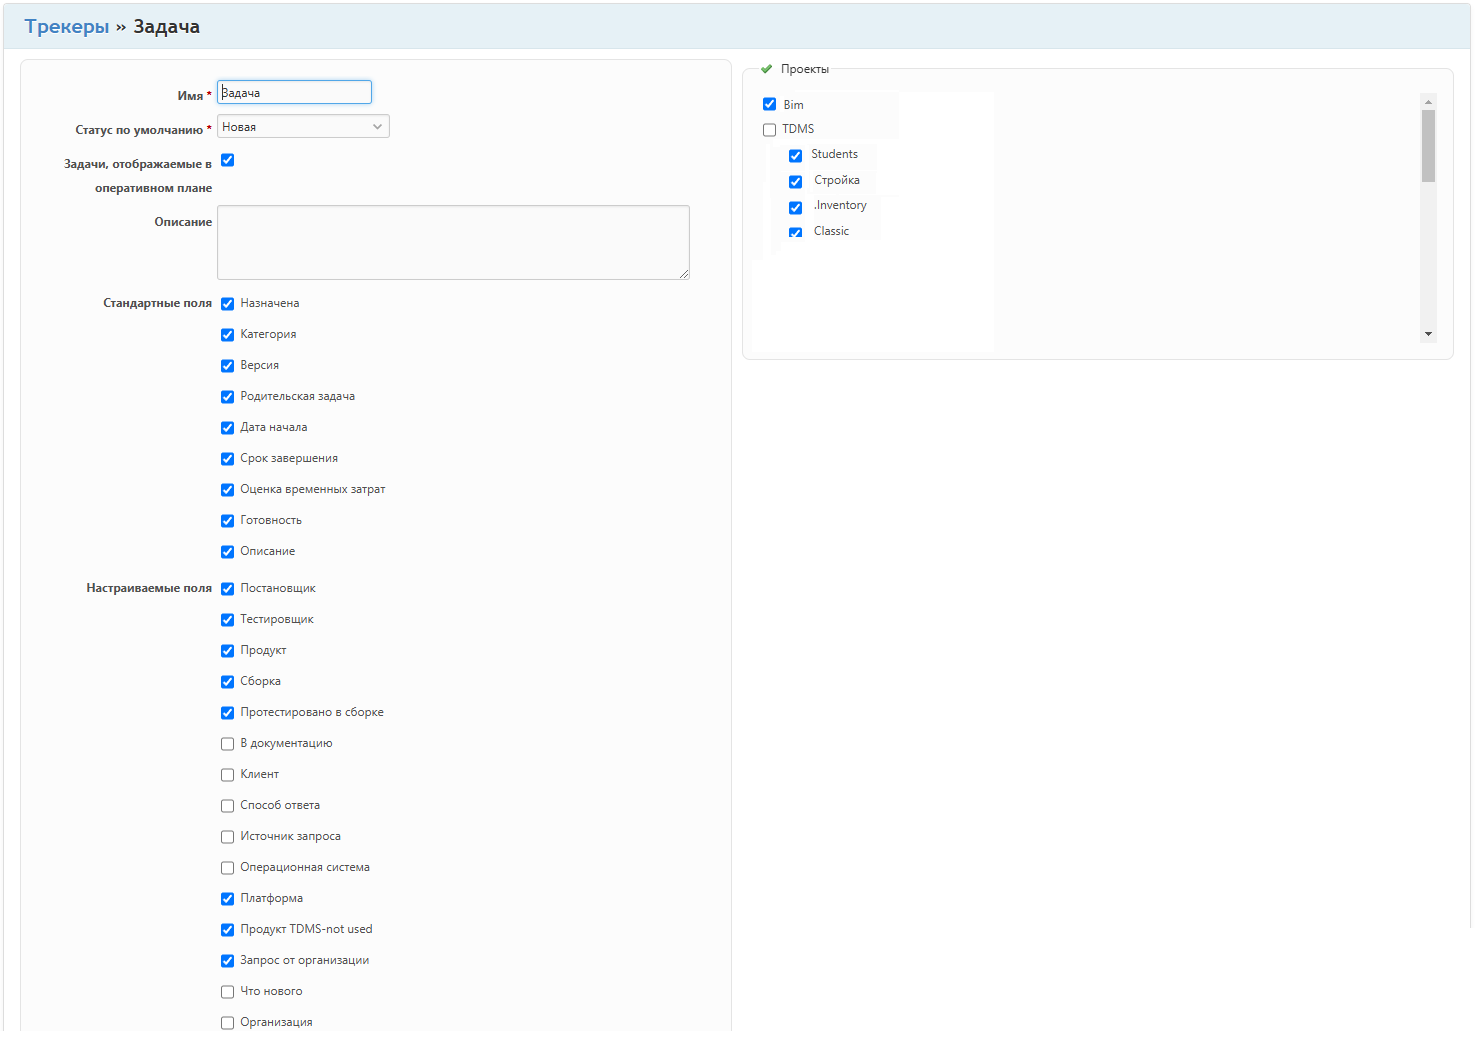 Трекеры » Задача
Имя *
Задача
Статус по умолчанию *
Новая
Задачи, отображаемые в
оперативном плане
Описание
Стандартные поля
Назначена
Категория
Версия
Родительская задача
Дата начала
Срок завершения
Оценка временных затрат
Готовность
Описание
Настраиваемые поля
Постановщик
Тестировщик
Продукт
Сборка
Протестировано в сборке
В документацию
Клиент
Способ ответа
Источник запроса
Операционная система
Платформа
Продукт TDMS-not used
Запрос от организации
Что нового
Организация
Проекты
Bim
TDMS
Students
Стройка
.Inventory
Classic